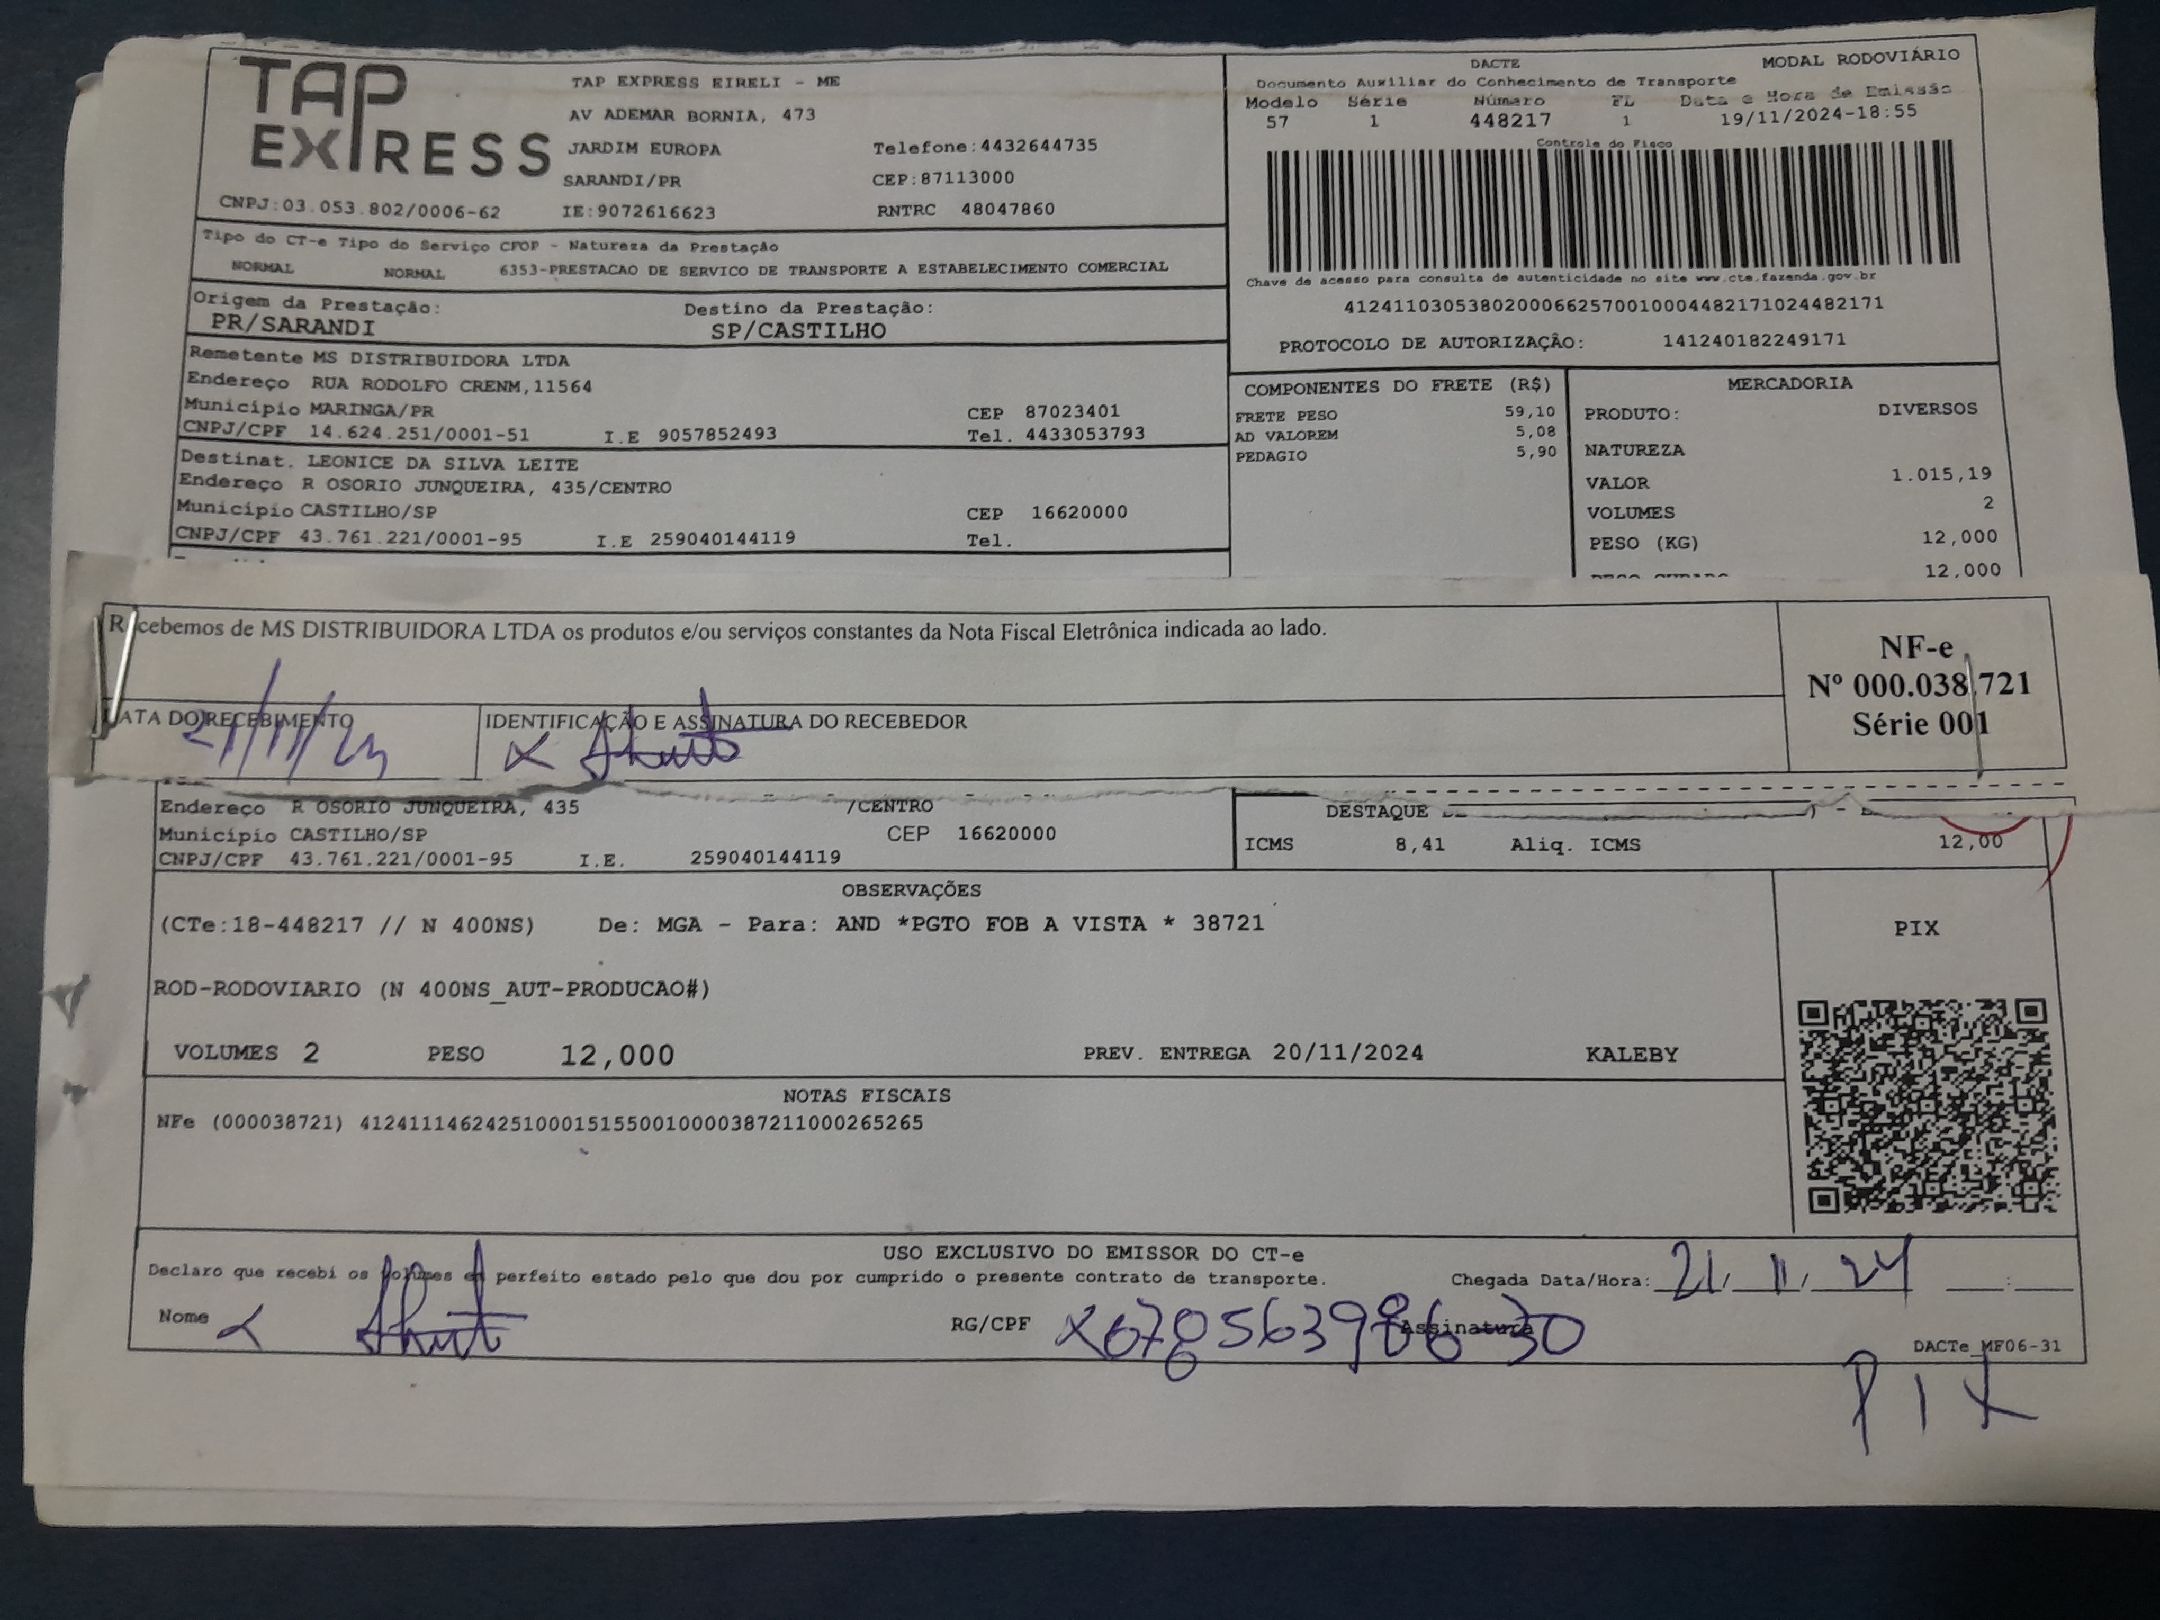 TAP EXPRESS
TAP EXPRESS EIRELI - ME
AV ADEMAR BORNIA, 473
JARDIM EUROPA Telefone:4432644735
SARANDI/PR CEP:87113000
CNPJ:03.053.802/0006-62 IE:9072616623 RNTRC 48047860
DACTE MODAL RODOVIÁRIO
Documento Auxiliar do Conhecimento de Transporte
Modelo Série Número FL Data e Hora de Emissão
57 1 448217 1 19/11/2024-18:55
Controle do Fisco
Chave de acesso para consulta de autenticidade no site www.cte.fazenda.gov.br
41241103053802000662570010004482171024482171
PROTOCOLO DE AUTORIZAÇÃO: 141240182249171
Tipo do CT-e Tipo do Serviço CFOP - Natureza da Prestação
NORMAL NORMAL 6353-PRESTACAO DE SERVICO DE TRANSPORTE A ESTABELECIMENTO COMERCIAL
Origem da Prestação: Destino da Prestação:
PR/SARANDI SP/CASTILHO
Remetente MS DISTRIBUIDORA LTDA
Endereço RUA RODOLFO CRENM,11564
Município MARINGA/PR CEP 87023401
CNPJ/CPF 14.624.251/0001-51 I.E 9057852493 Tel. 4433053793
Destinat. LEONICE DA SILVA LEITE
Endereço R OSORIO JUNQUEIRA, 435/CENTRO
Município CASTILHO/SP CEP 16620000
CNPJ/CPF 43.761.221/0001-95 I.E 259040144119 Tel.
COMPONENTES DO FRETE (R$)
FRETE PESO 59,10
AD VALOREM 5,08
PEDAGIO 5,90
MERCADORIA
PRODUTO: DIVERSOS
NATUREZA
VALOR 1.015,19
VOLUMES 2
PESO (KG) 12,000
12,000
Recebemos de MS DISTRIBUIDORA LTDA os produtos e/ou serviços constantes da Nota Fiscal Eletrônica indicada ao lado.
NF-e
Nº 000.038.721
Série 001
DATA DO RECEBIMENTO IDENTIFICAÇÃO E ASSINATURA DO RECEBEDOR
21/11/24
Endereço R OSORIO JUNQUEIRA, 435 /CENTRO
Município CASTILHO/SP CEP 16620000
CNPJ/CPF 43.761.221/0001-95 I.E. 259040144119
DESTAQUE
ICMS 8,41 Aliq. ICMS 12,00
OBSERVAÇÕES
(CTe:18-448217 // N 400NS) De: MGA - Para: AND *PGTO FOB A VISTA * 38721
ROD-RODOVIARIO (N 400NS_AUT-PRODUCAO#)
VOLUMES 2 PESO 12,000 PREV. ENTREGA 20/11/2024 KALEBY
PIX
NOTAS FISCAIS
NFe (000038721) 41241114624251000151550010000387211000265265
USO EXCLUSIVO DO EMISSOR DO CT-e
Declaro que recebi os volumes em perfeito estado pelo que dou por cumprido o presente contrato de transporte. Chegada Data/Hora: 21/11/24 :
Nome RG/CPF Assinatura
DACTe_MF06-31
PIX